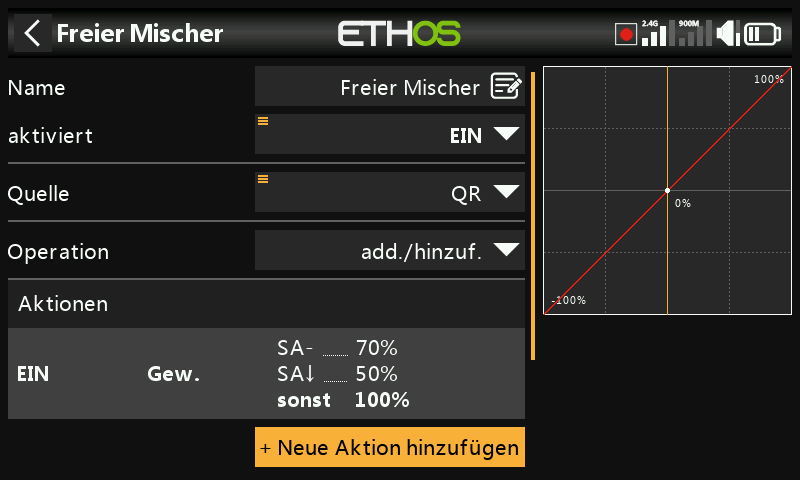 Freier Mischer
ETHOS
2.4G 900M
Name Freier Mischer
aktiviert EIN
Quelle QR
Operation add./hinzuf.
Aktionen
EIN Gew.
SA- ...... 70%
SA↓ ...... 50%
sonst 100%
+ Neue Aktion hinzufügen
100%
0%
-100%